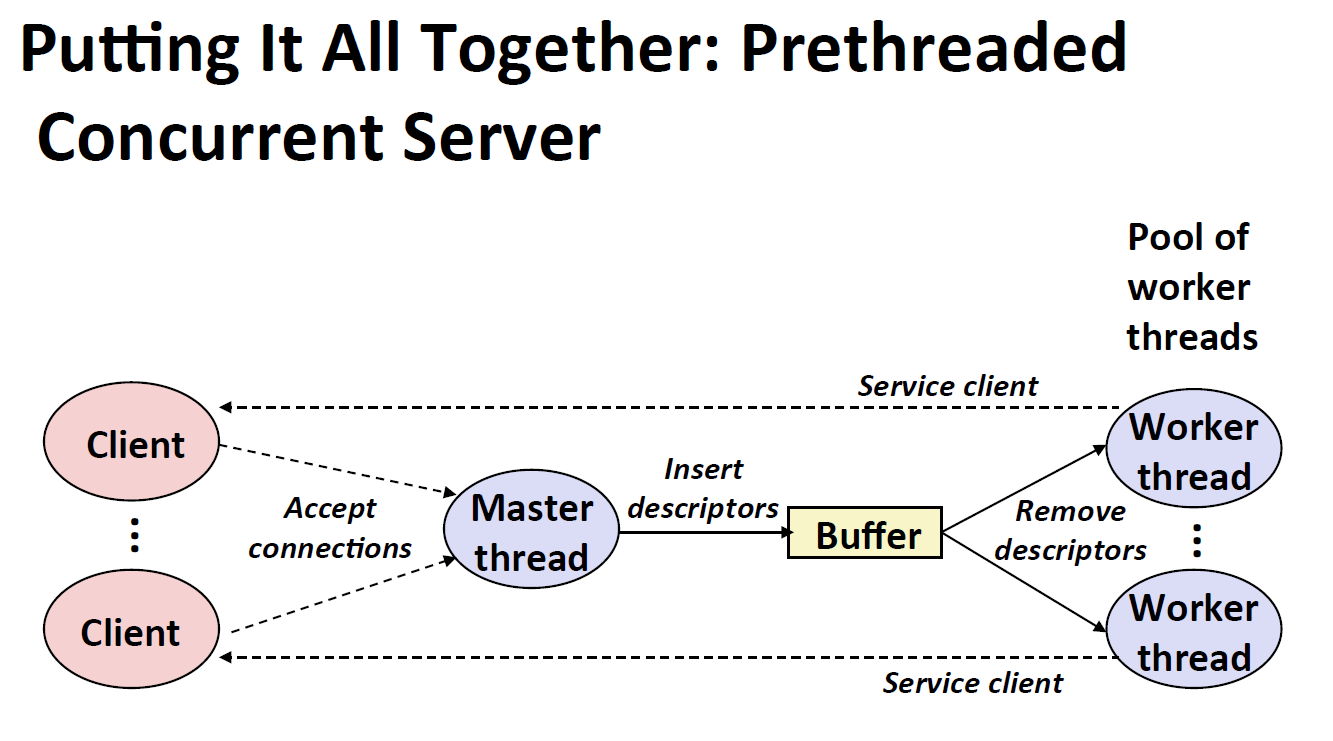 Putting It All Together: Prethreaded
Concurrent Server
Pool of
worker
threads
Service client
Client
Accept
connections
Client
Master
thread
Insert
descriptors
Buffer
Remove
descriptors
Worker
thread
Worker
thread
Service client